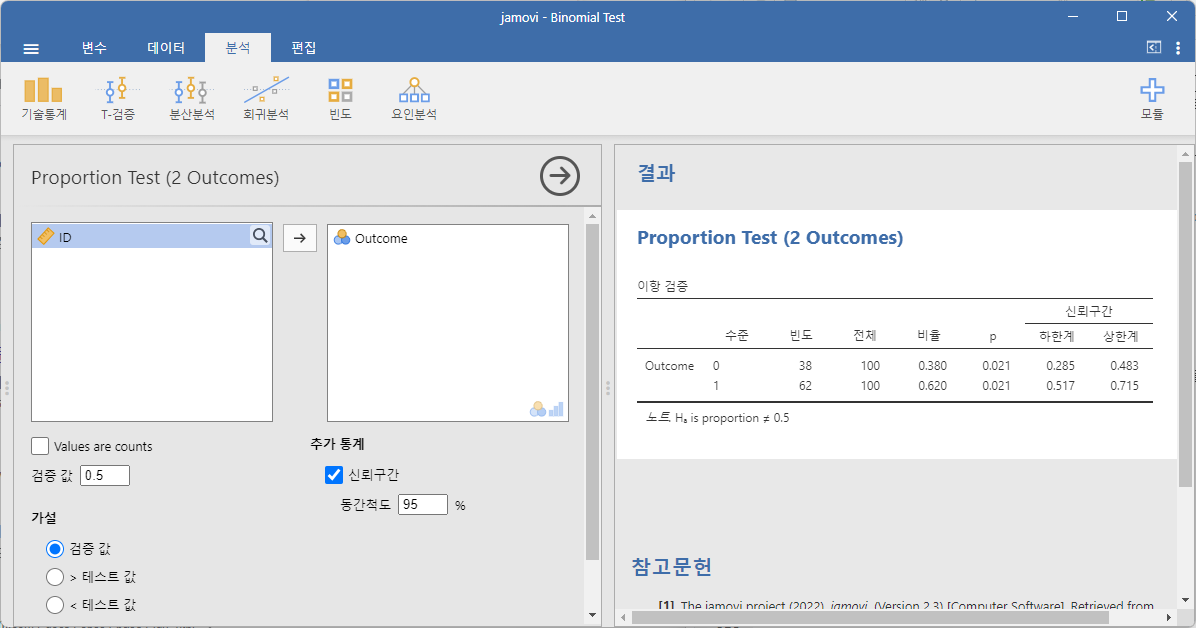 jamovi - Binomial Test
변수 데이터 분석 편집
기술통계 T-검증 분산분석 회귀분석 빈도 요인분석 모듈
Proportion Test (2 Outcomes)
ID
Outcome
Values are counts
검증 값 0.5
가설
검증 값
> 테스트 값
< 테스트 값
추가 통계
신뢰구간
동간척도 95 %
결과
Proportion Test (2 Outcomes)
이항 검증
신뢰구간
수준 빈도 전체 비율 p 하한계 상한계
Outcome 0 38 100 0.380 0.021 0.285 0.483
1 62 100 0.620 0.021 0.517 0.715
노트. Hₐ is proportion ≠ 0.5
참고문헌
[1] The jamovi project (2022). jamovi. (Version 2.3) [Computer Software]. Retrieved from